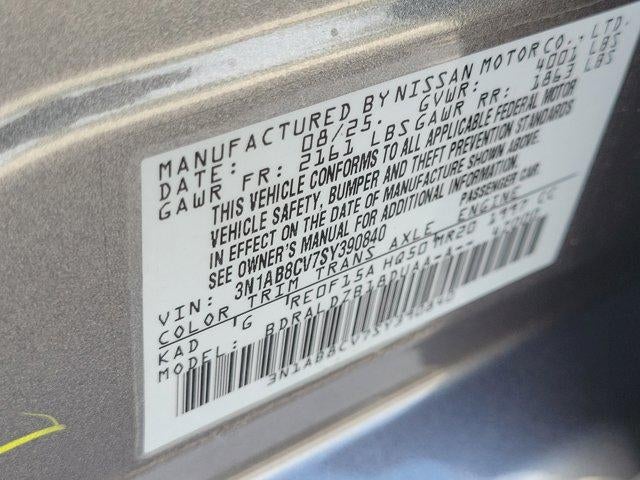 MANUFACTURED BY NISSAN MOTOR CO., LTD.
DATE: 08/25. GVWR: 4001 LBS
GAWR FR: 2161 LBS GAWR RR: 1863 LBS
THIS VEHICLE CONFORMS TO ALL APPLICABLE FEDERAL MOTOR
VEHICLE SAFETY, BUMPER AND THEFT PREVENTION STANDARDS
IN EFFECT ON THE DATE OF MANUFACTURE SHOWN ABOVE.
SEE OWNER'S MANUAL FOR ADDITIONAL INFORMATION.
VIN: 3N1AB8CV7SY390840 PASSENGER CAR
COLOR TRIM TRANS AXLE ENGINE
KAD G RE0F15A HQ50 MR20 1997 CC
MODEL: BDRALDZB18DUAA-A--
3N1AB8CV7SY390840